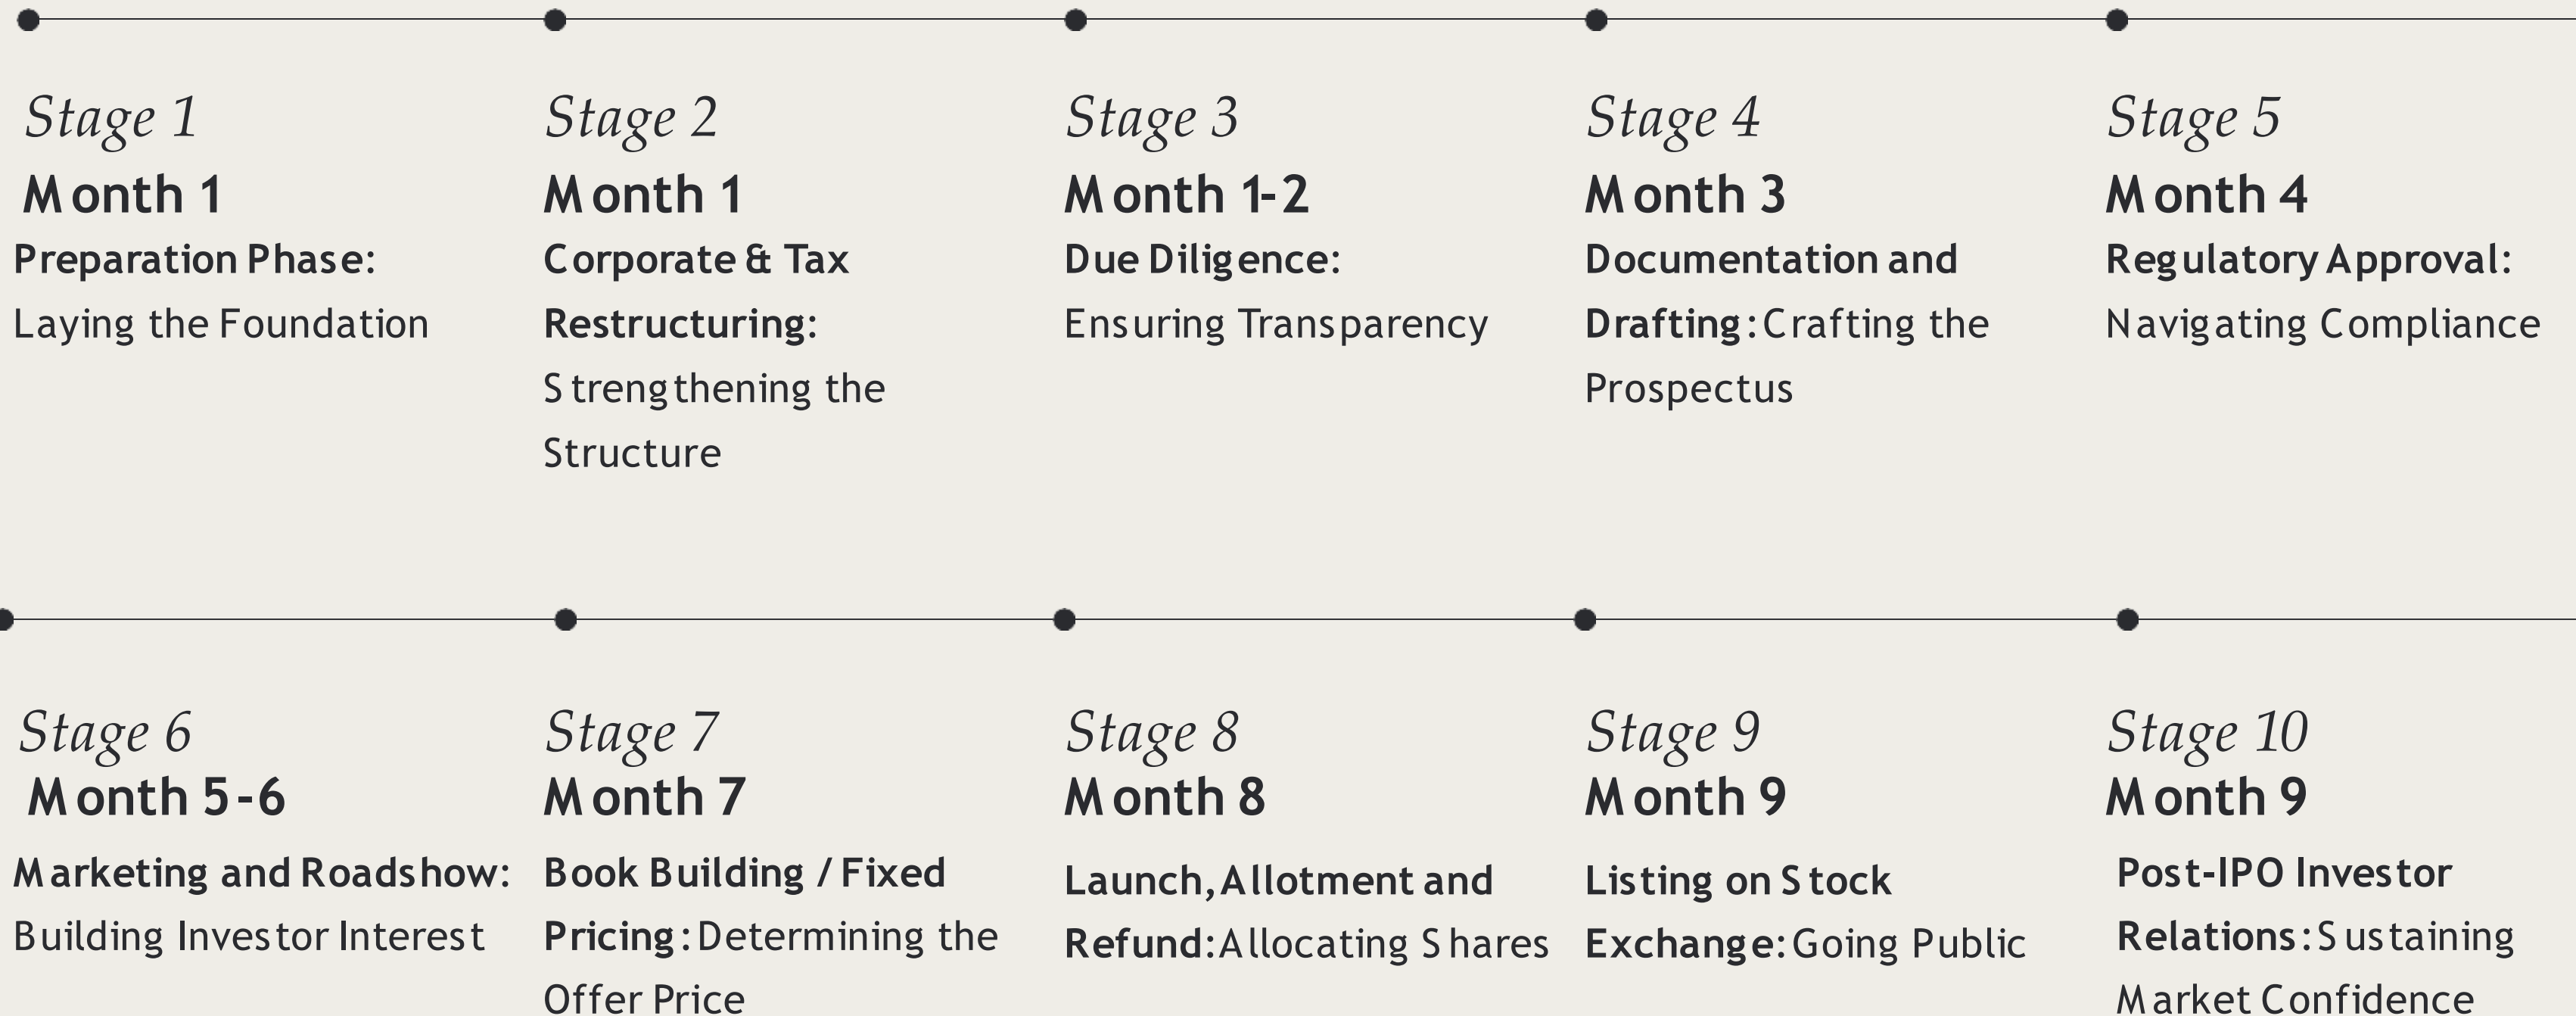 Stage 1
Month 1
Preparation Phase:
Laying the Foundation
Stage 2
Month 1
Corporate & Tax
Restructuring:
Strengthening the
Structure
Stage 3
Month 1-2
Due Diligence:
Ensuring Transparency
Stage 4
Month 3
Documentation and
Drafting: Crafting the
Prospectus
Stage 5
Month 4
Regulatory Approval:
Navigating Compliance
Stage 6
Month 5-6
Marketing and Roadshow:
Building Investor Interest
Stage 7
Month 7
Book Building / Fixed
Pricing: Determining the
Offer Price
Stage 8
Month 8
Launch, Allotment and
Refund: Allocating Shares
Stage 9
Month 9
Listing on Stock
Exchange: Going Public
Stage 10
Month 9
Post-IPO Investor
Relations: Sustaining
Market Confidence